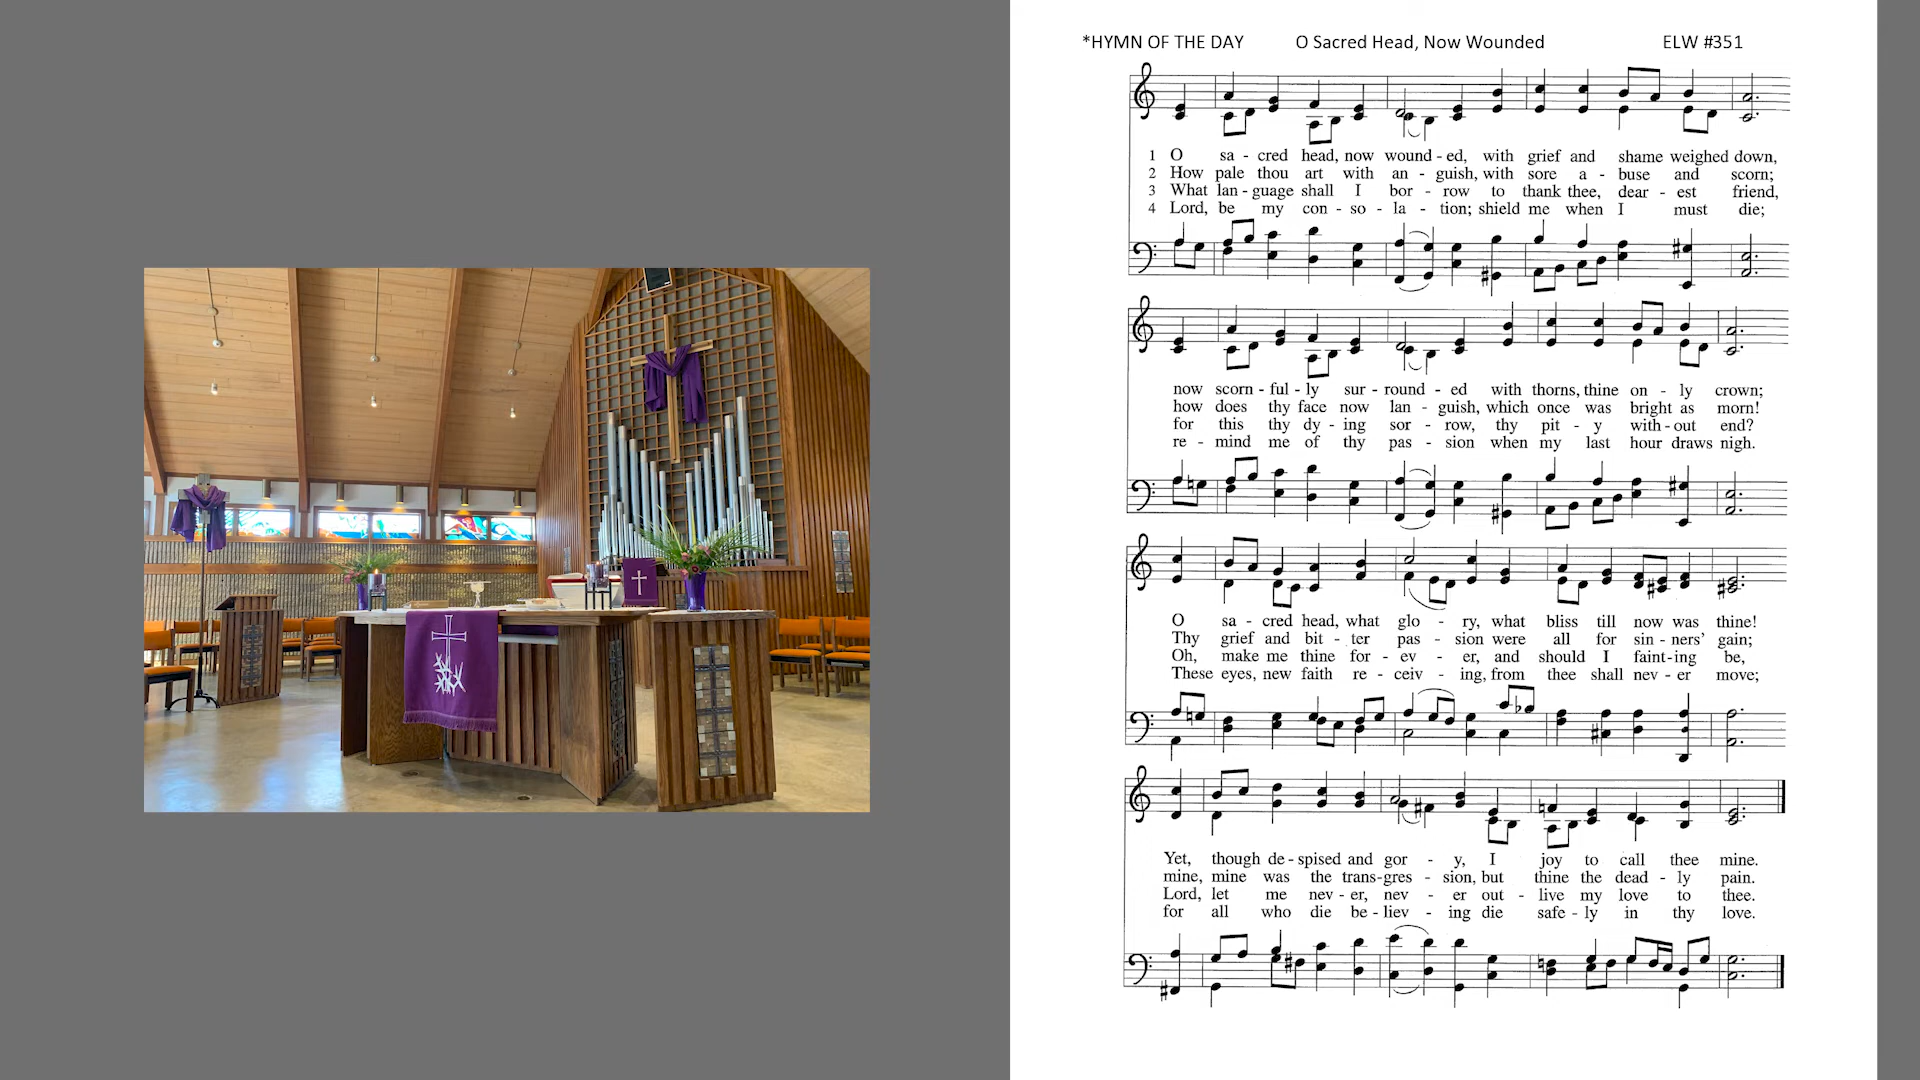 *HYMN OF THE DAY O Sacred Head, Now Wounded ELW #351
1 O sa - cred head, now wound - ed, with grief and shame weighed down,
2 How pale thou art with an - guish, with sore a - buse and scorn;
3 What lan - guage shall I bor - row to thank thee, dear - est friend,
4 Lord, be my con - so - la - tion; shield me when I must die;
now scorn - ful - ly sur - round - ed with thorns, thine on - ly crown;
how does thy face now lan - guish, which once was bright as morn!
for this thy dy - ing sor - row, thy pit - y with - out end?
re - mind me of thy pas - sion when my last hour draws nigh.
O sa - cred head, what glo - ry, what bliss till now was thine!
Thy grief and bit - ter pas - sion were all for sin - ners' gain;
Oh, make me thine for - ev - er, and should I faint - ing be,
These eyes, new faith re - ceiv - ing, from thee shall nev - er move;
Yet, though de - spised and gor - y, I joy to call thee mine.
mine, mine was the trans - gres - sion, but thine the dead - ly pain.
Lord, let me nev - er, nev - er out - live my love to thee.
for all who die be - liev - ing die safe - ly in thy love.